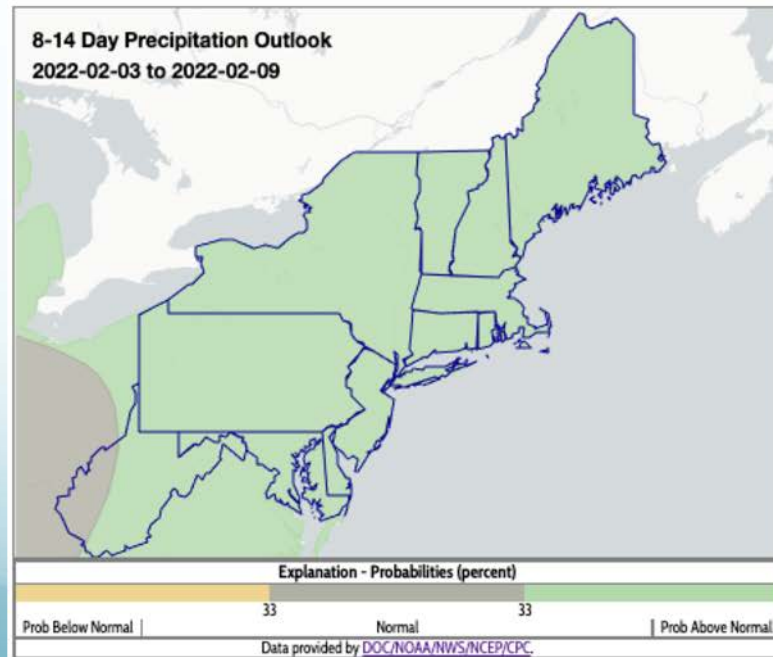 8-14 Day Precipitation Outlook
2022-02-03 to 2022-02-09
Explanation - Probabilities (percent)
33 33
Prob Below Normal Normal Prob Above Normal
Data provided by DOC/NOAA/NWS/NCEP/CPC.